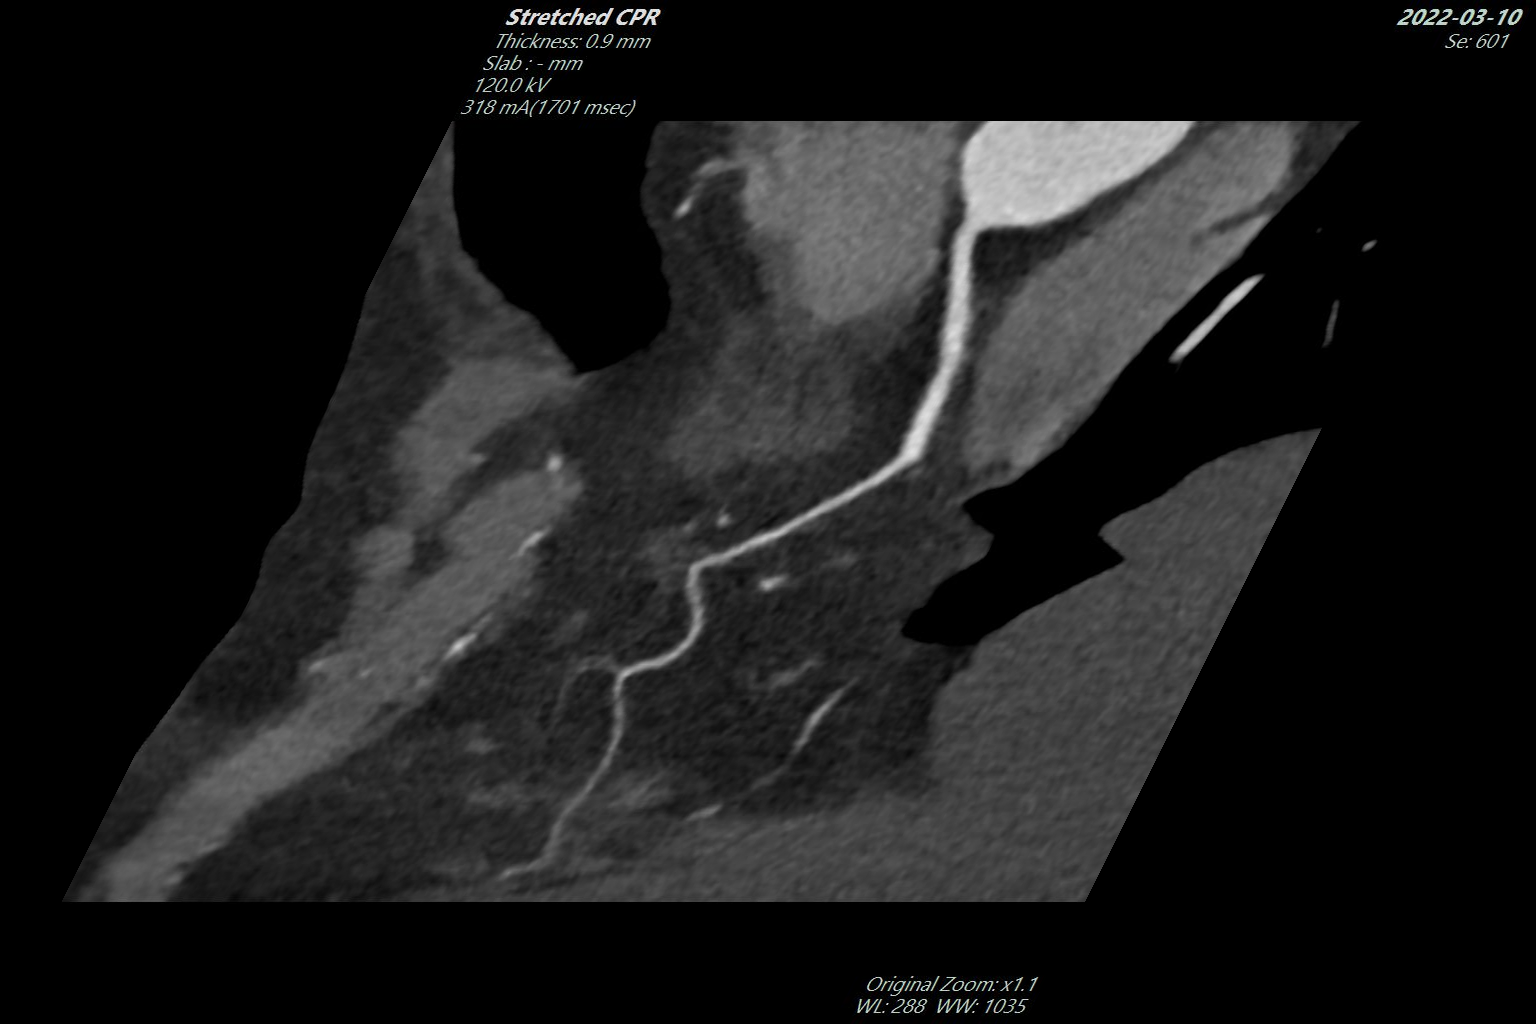 Stretched CPR
Thickness: 0.9 mm
Slab : - mm
120.0 kV
318 mA(1701 msec)
2022-03-10
Se: 601
Original Zoom: x1.1
WL: 288 WW: 1035